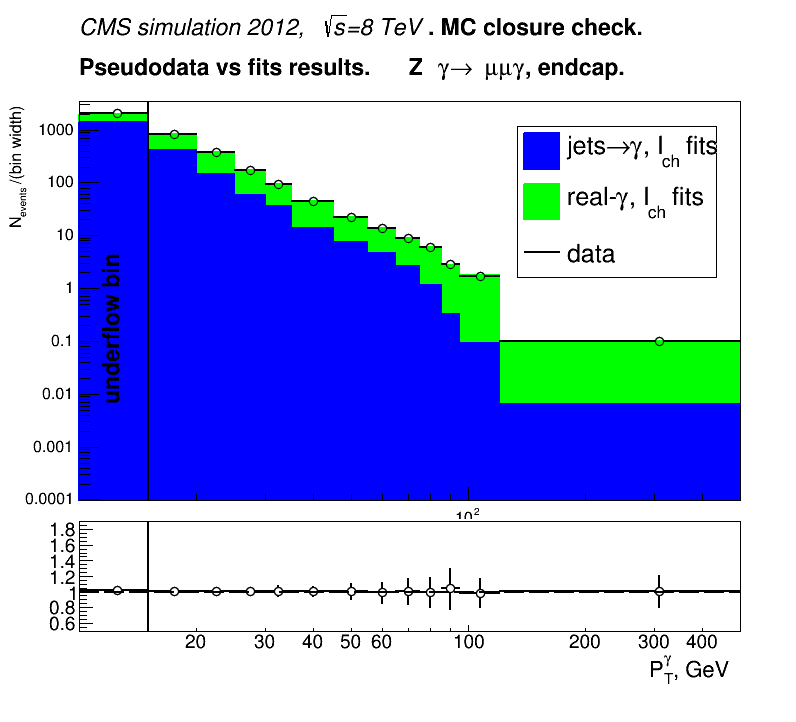 CMS simulation 2012, √s=8 TeV . MC closure check.
Pseudodata vs fits results. Z γ→ μμγ, endcap.
N_events /(bin width)
1000
100
10
1
0.1
0.01
0.001
0.0001
underflow bin
jets→γ, I_ch fits
real-γ, I_ch fits
data
10²
1.8
1.6
1.4
1.2
1
0.8
0.6
20 30 40 50 60 100 200 300 400
P_T^γ, GeV